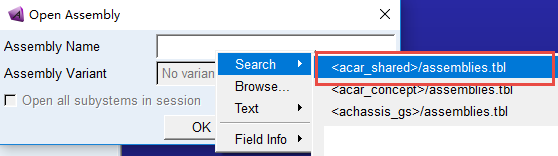 Open Assembly
Assembly Name
Assembly Variant
No varian
Open all subystems in session
OK
Search
Browse...
Text
Field Info
<acar_shared>/assemblies.tbl
<acar_concept>/assemblies.tbl
<achassis_gs>/assemblies.tbl